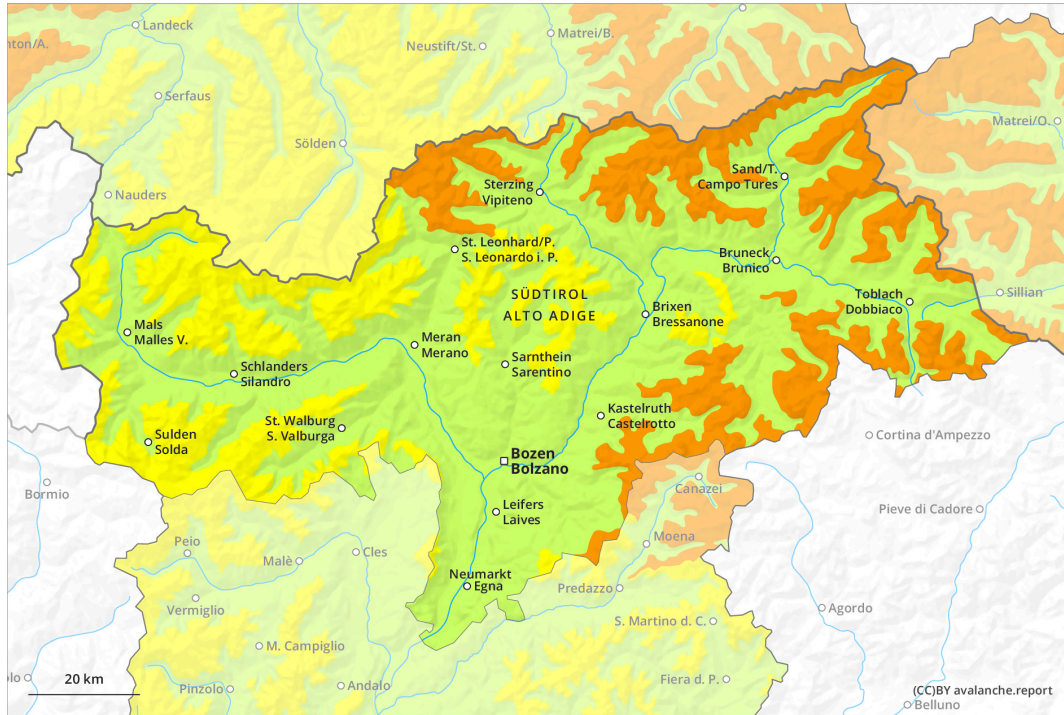 Landeck
nton/A.
Neustift/St.
Matrei/B.
Serfaus
Matrei/O.
Sölden
Nauders
Sand/T.
Campo Tures
Sterzing
Vipiteno
St. Leonhard/P.
S. Leonardo i. P.
Bruneck
Brunico
SÜDTIROL
ALTO ADIGE
Toblach
Dobbiaco
Sillian
Brixen
Bressanone
Mals
Malles V.
Meran
Merano
Schlanders
Silandro
Sarnthein
Sarentino
Kastelruth
Castelrotto
St. Walburg
S. Valburga
Sulden
Solda
Cortina d'Ampezzo
Bozen
Bolzano
Bormio
Canazei
Leifers
Laives
Pieve di Cadore
Peio
Moena
Cles
Malè
Neumarkt
Egna
Predazzo
Vermiglio
Agordo
S. Martino d. C.
M. Campiglio
olo
20 km
Pinzolo
Andalo
Fiera d. P.
(CC)BY avalanche.report
Belluno